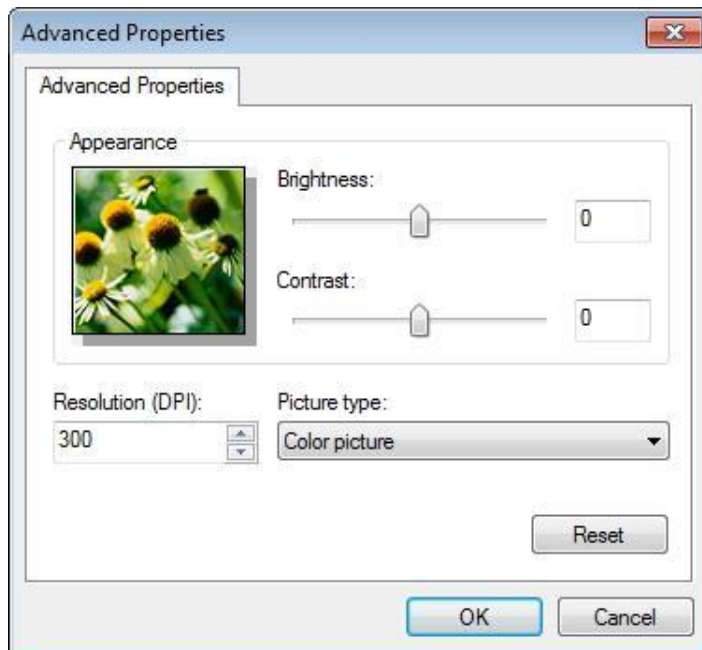 Advanced Properties
Advanced Properties
Appearance
Brightness:
0
Contrast:
0
Resolution (DPI):
Picture type:
300
Color picture
Reset
OK
Cancel